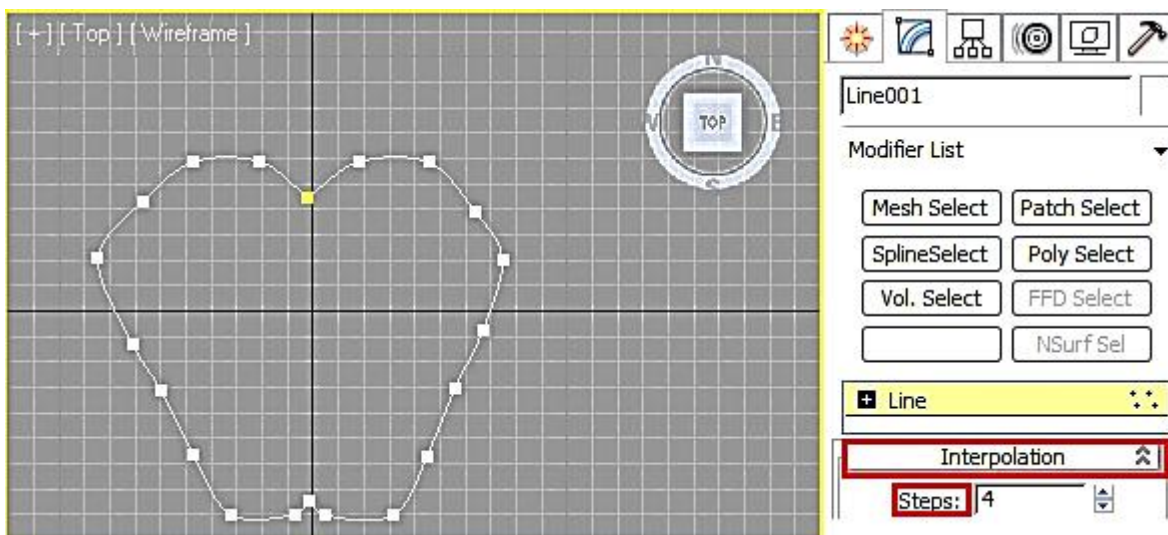 [ + ] [ Top ] [ Wireframe ]
N
W
TOP
E
S
Line001
Modifier List
Mesh Select
Patch Select
SplineSelect
Poly Select
Vol. Select
FFD Select
NSurf Sel
Line
Interpolation
Steps: 4